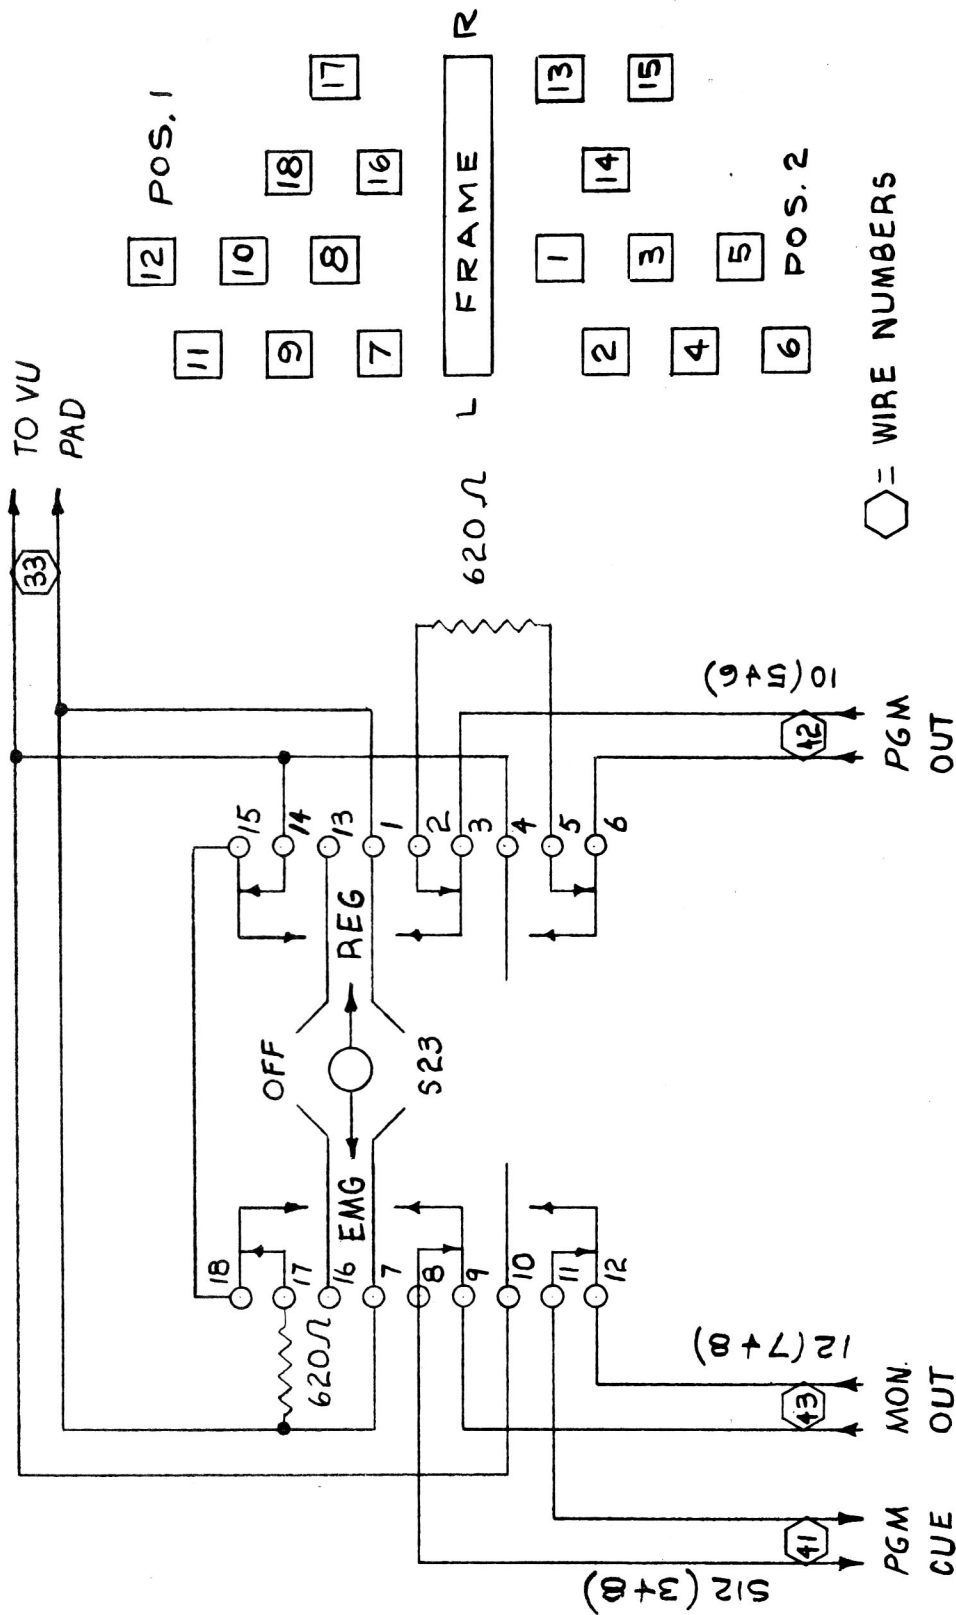 TO VU
PAD
33
POS. 1
11
12
9
10
18
7
8
16
17
L
FRAME
R
2
1
14
13
4
3
15
6
5
POS. 2
⬡= WIRE NUMBERS
18
17
16
7
8
9
10
11
12
620Ω
EMG
OFF
REG
S23
15
14
13
1
2
3
4
5
6
620Ω
S12 (3+8)
12 (7+8)
10 (5+6)
41
43
42
PGM
CUE
MON.
OUT
PGM
OUT